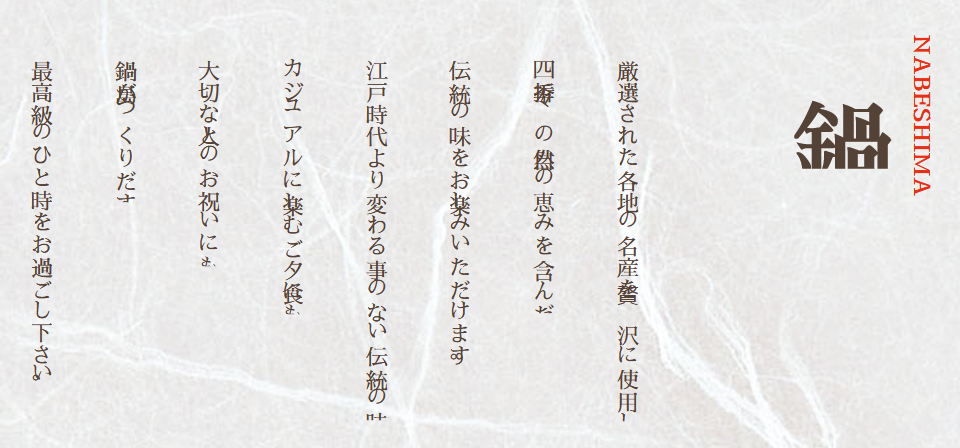 NABESHIMA
鍋
厳選された各地の名産を贅沢に使用し
四季折々の自然の恵みを含んだ
伝統の味をお楽しみいただけます
江戸時代より変わる事のない伝統の味
カジュアルに楽しむご夕食にも
大切な人のお祝いにも
鍋島がつくりだす
最高級のひと時をお過ごし下さい